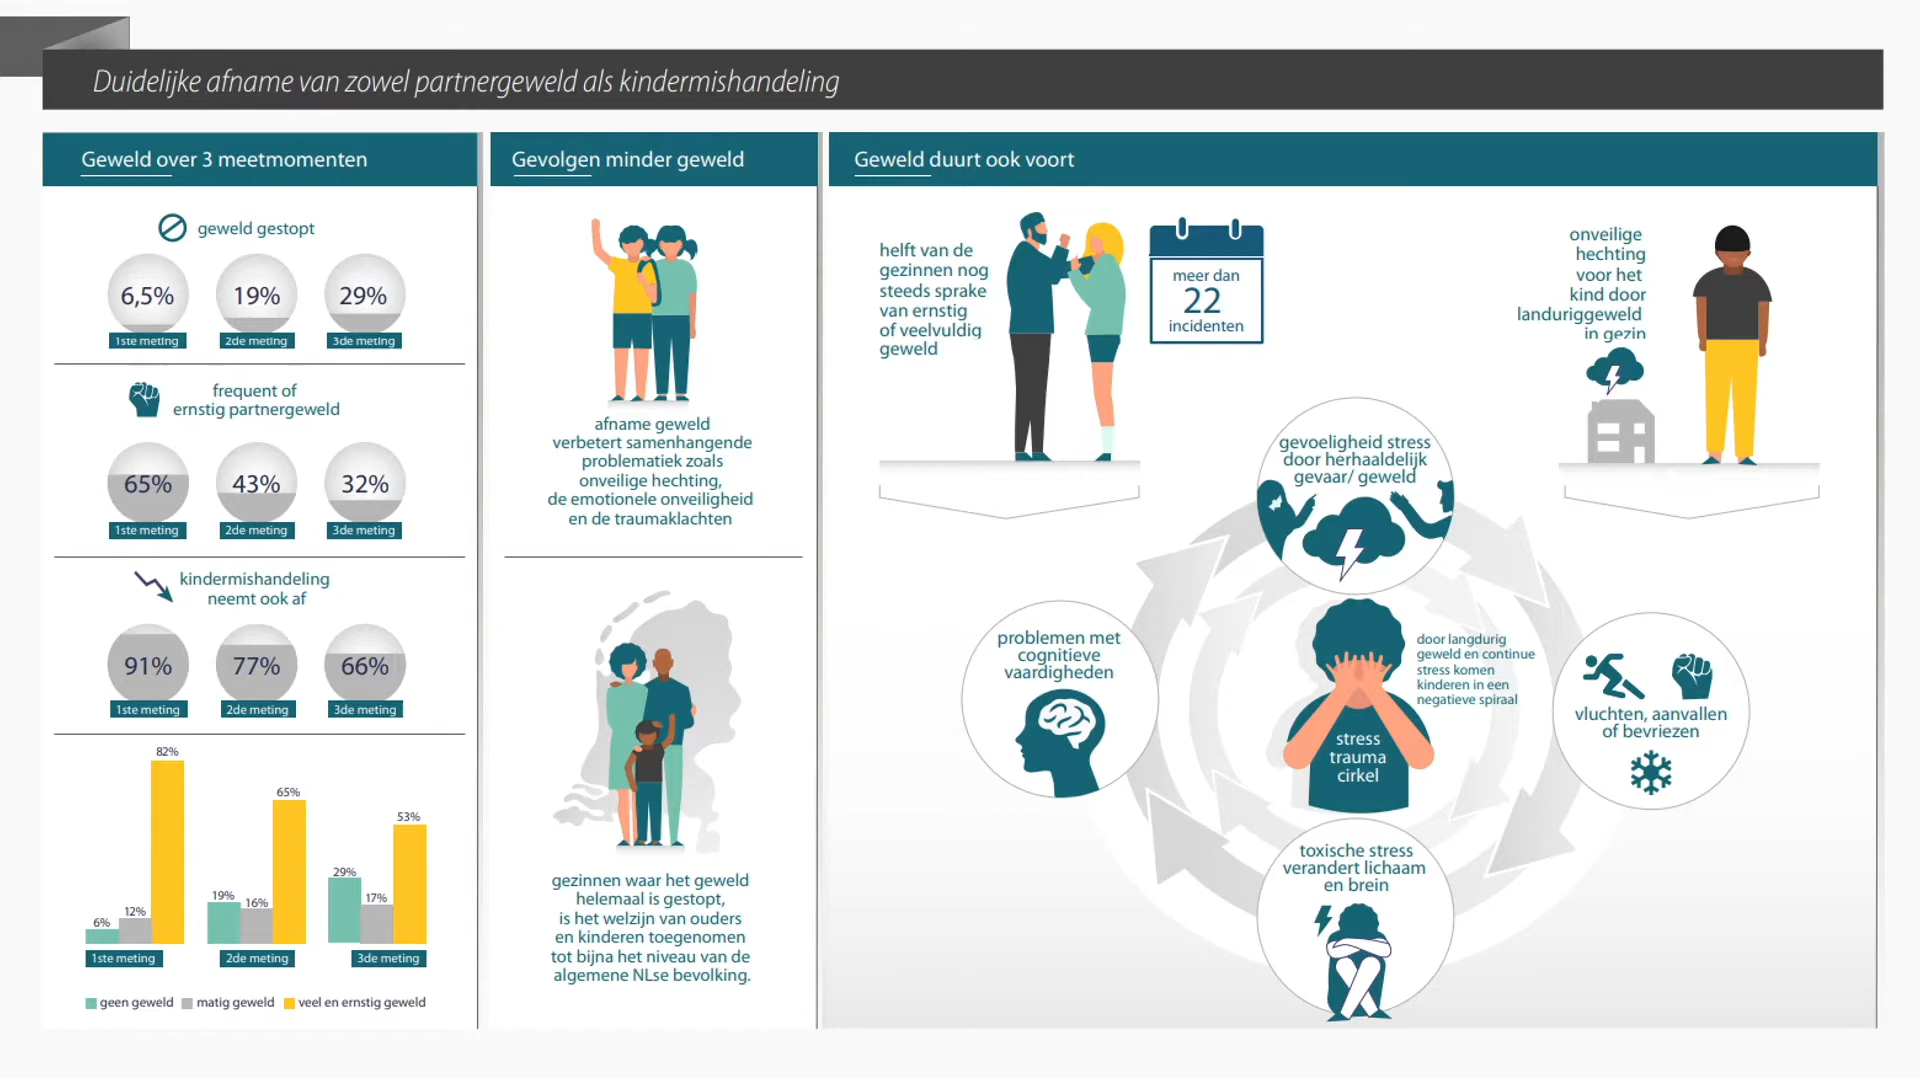 Duidelijke afname van zowel partnergeweld als kindermishandeling
Geweld over 3 meetmomenten
geweld gestopt
6,5%
19%
29%
1ste meting
2de meting
3de meting
frequent of
ernstig partnergeweld
65%
43%
32%
1ste meting
2de meting
3de meting
kindermishandeling
neemt ook af
91%
77%
66%
1ste meting
2de meting
3de meting
82%
65%
53%
29%
19%
16%
17%
12%
6%
1ste meting
2de meting
3de meting
geen geweld
matig geweld
veel en ernstig geweld
Gevolgen minder geweld
afname geweld
verbetert samenhangende
problematiek zoals
onveilige hechting,
de emotionele onveiligheid
en de traumaklachten
gezinnen waar het geweld
helemaal is gestopt,
is het welzijn van ouders
en kinderen toegenomen
tot bijna het niveau van de
algemene NLse bevolking.
Geweld duurt ook voort
helft van de
gezinnen nog
steeds sprake
van ernstig
of veelvuldig
geweld
meer dan
22
incidenten
onveilige
hechting
voor het
kind door
landuriggeweld
in gezin
gevoeligheid stress
door herhaaldelijk
gevaar/ geweld
problemen met
cognitieve
vaardigheden
door langdurig
geweld en continue
stress komen
kinderen in een
negatieve spiraal
stress
trauma
cirkel
vluchten, aanvallen
of bevriezen
toxische stress
verandert lichaam
en brein